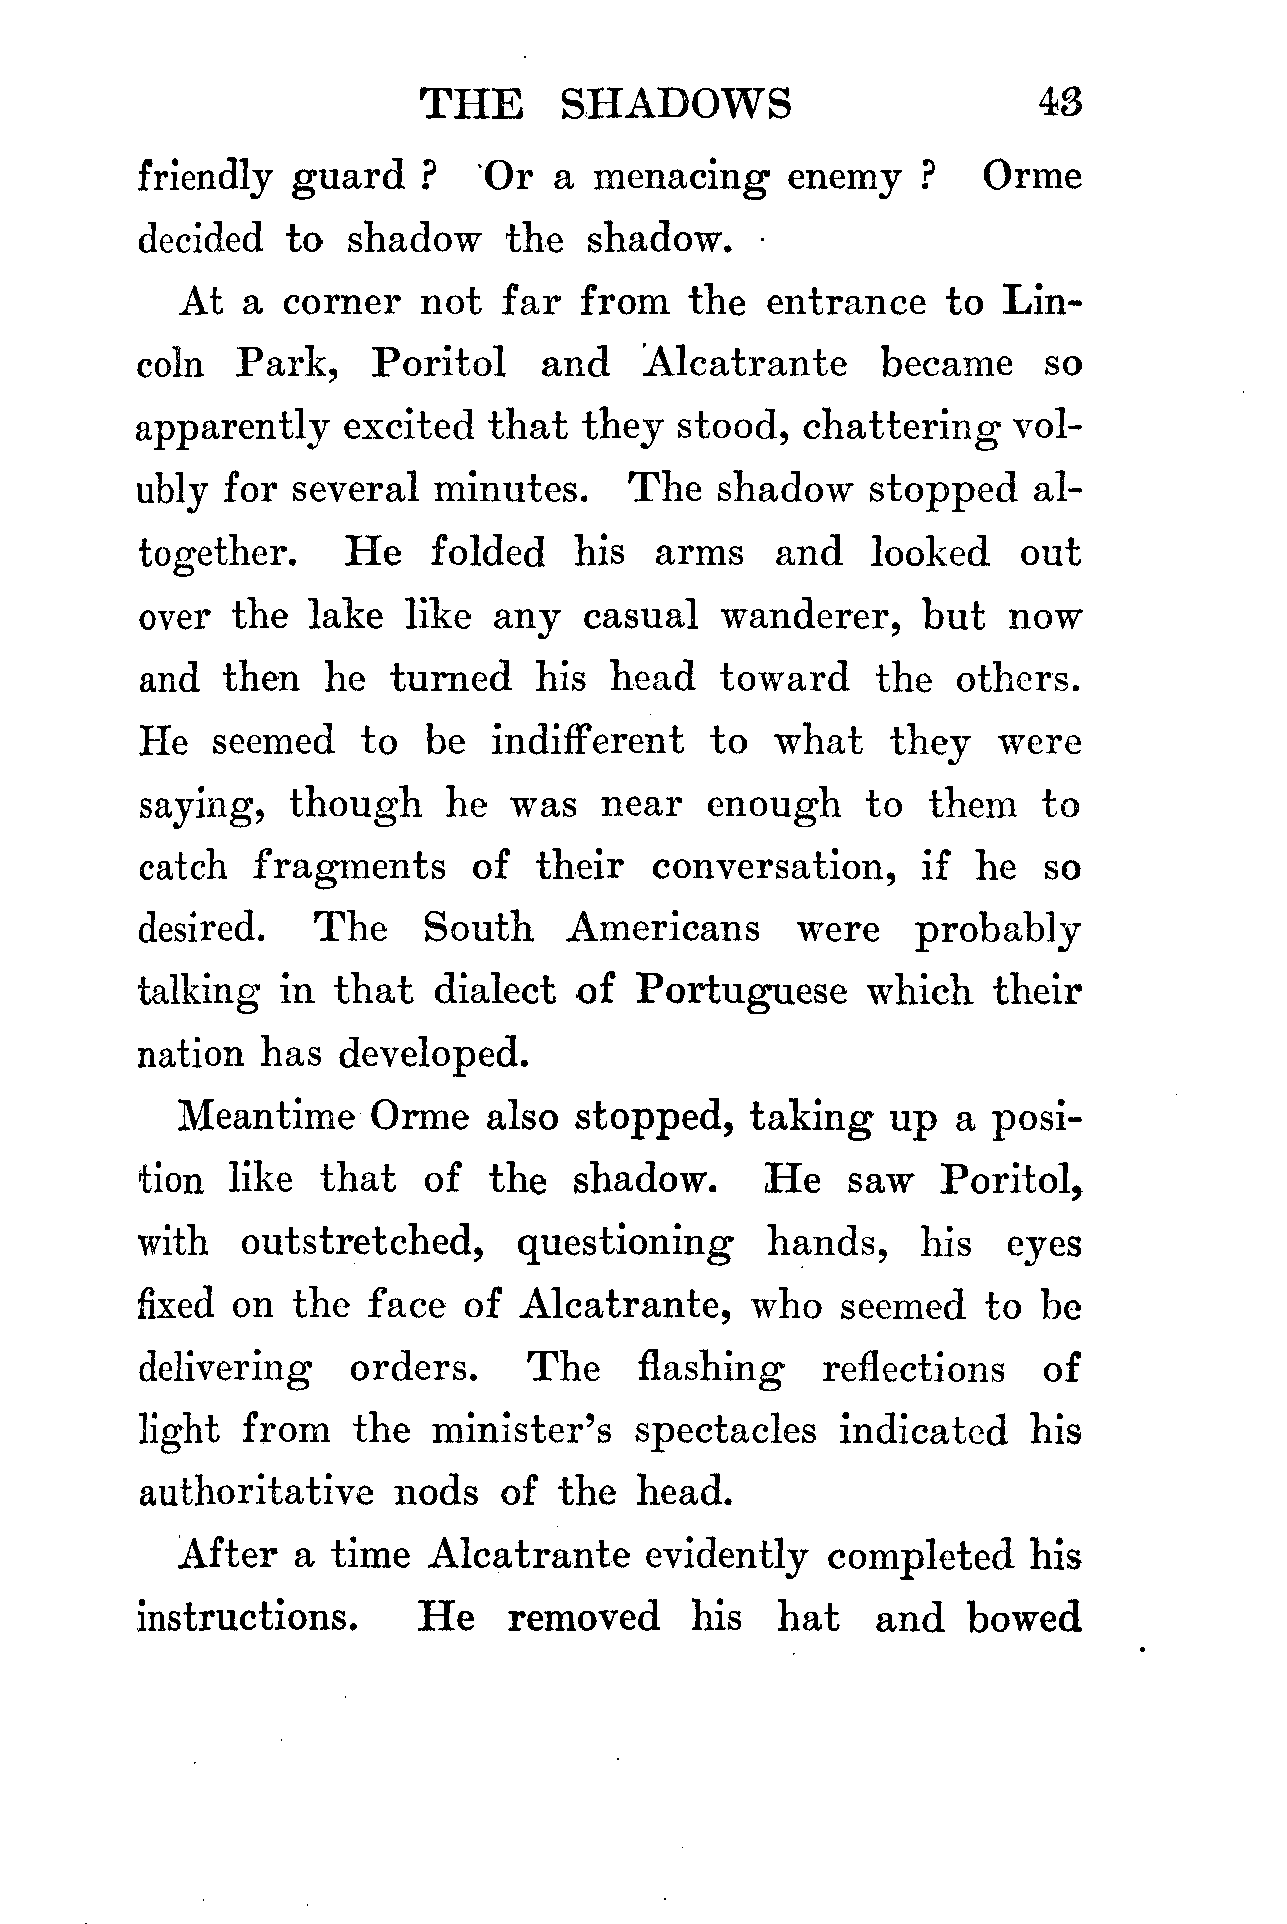 THE SHADOWS 43
friendly guard ? Or a menacing enemy ? Orme
decided to shadow the shadow.
At a corner not far from the entrance to Lin-
coln Park, Poritol and Alcatrante became so
apparently excited that they stood, chattering vol-
ubly for several minutes. The shadow stopped al-
together. He folded his arms and looked out
over the lake like any casual wanderer, but now
and then he turned his head toward the others.
He seemed to be indifferent to what they were
saying, though he was near enough to them to
catch fragments of their conversation, if he so
desired. The South Americans were probably
talking in that dialect of Portuguese which their
nation has developed.
Meantime Orme also stopped, taking up a posi-
tion like that of the shadow. He saw Poritol,
with outstretched, questioning hands, his eyes
fixed on the face of Alcatrante, who seemed to be
delivering orders. The flashing reflections of
light from the minister's spectacles indicated his
authoritative nods of the head.
After a time Alcatrante evidently completed his
instructions. He removed his hat and bowed